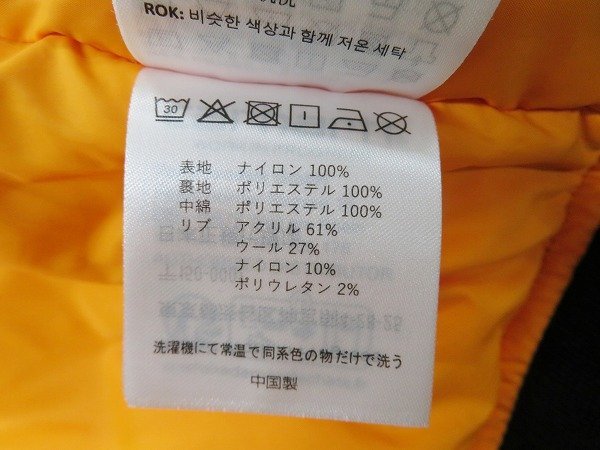 ROK: 비슷한 색상과 함께 저온 세탁
30
表地 ナイロン 100%
裏地 ポリエステル 100%
中綿 ポリエステル 100%
リブ アクリル 61%
ウール 27%
ナイロン 10%
ポリウレタン 2%
洗濯機にて常温で同系色の物だけで洗う
中国製